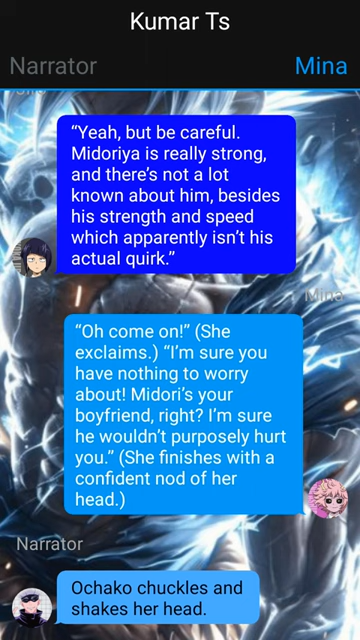 Kumar Ts
Narrator
Mina
“Yeah, but be careful.
Midoriya is really strong,
and there’s not a lot
known about him, besides
his strength and speed
which apparently isn’t his
actual quirk.”
Mina
“Oh come on!” (She
exclaims.) “I’m sure you
have nothing to worry
about! Midori’s your
boyfriend, right? I’m sure
he wouldn’t purposely hurt
you.” (She finishes with a
confident nod of her
head.)
Narrator
Ochako chuckles and
shakes her head.